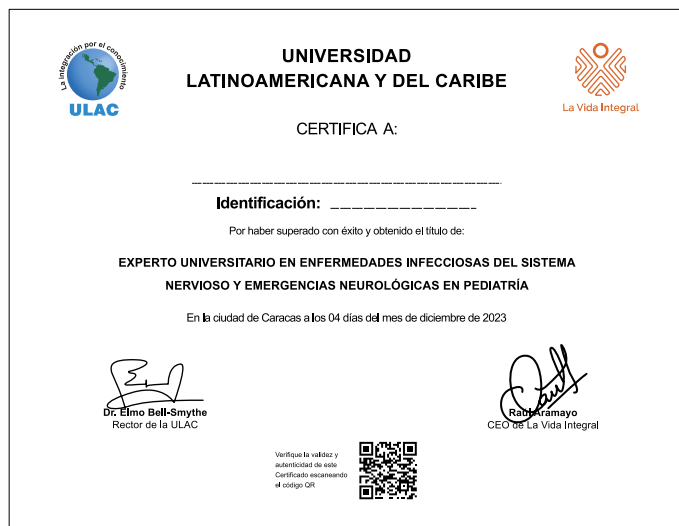 La integración por el conocimiento
ULAC
UNIVERSIDAD
LATINOAMERICANA Y DEL CARIBE
La Vida Integral
CERTIFICA A:
Identificación:
Por haber superado con éxito y obtenido el título de:
EXPERTO UNIVERSITARIO EN ENFERMEDADES INFECCIOSAS DEL SISTEMA
NERVIOSO Y EMERGENCIAS NEUROLÓGICAS EN PEDIATRÍA
En la ciudad de Caracas a los 04 días del mes de diciembre de 2023
Dr. Elmo Bell-Smythe
Rector de la ULAC
Raúl Aramayo
CEO de La Vida Integral
Verifique la validez y
autenticidad de este
Certificado escaneando
el código QR